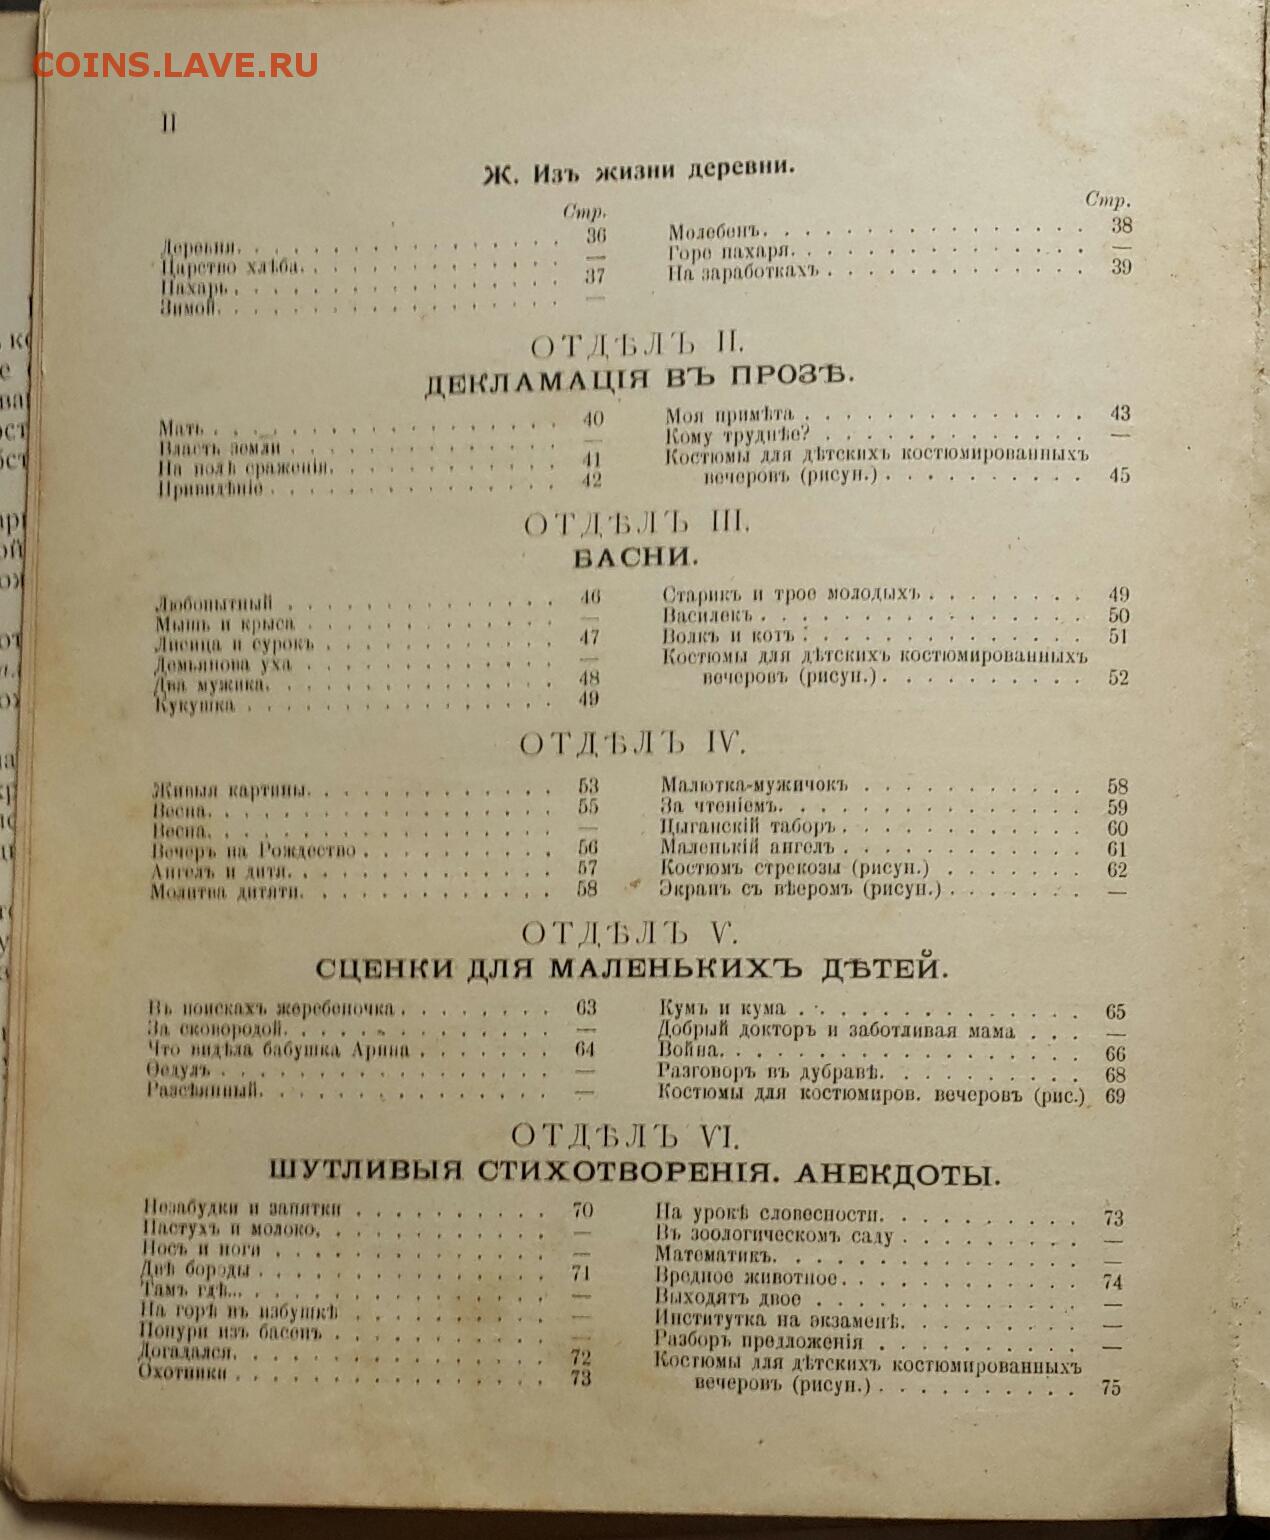 COINS.LAVE.RU
II
Ж. Изъ жизни деревни.
Стр.
Деревня. 36
Царство хлѣба. —
Пахарь. 37
Зимой. —
Стр.
Молебенъ. 38
Горе пахаря. —
На заработкахъ 39
ОТДѢЛЪ II.
ДЕКЛАМАЦІЯ ВЪ ПРОЗѢ.
Мать 40
Власть земли —
На полѣ сраженія. 41
Привидѣніе 42
Моя примѣта 43
Кому труднѣе? —
Костюмы для дѣтскихъ костюмированныхъ
вечеровъ (рисун.) 45
ОТДѢЛЪ III.
БАСНИ.
Любопытный 46
Мышь и крыса —
Лисица и сурокъ 47
Демьянова уха —
Два мужика. 48
Кукушка 49
Старикъ и трое молодыхъ 49
Василекъ 50
Волкъ и котъ 51
Костюмы для дѣтскихъ костюмированныхъ
вечеровъ (рисун.) 52
ОТДѢЛЪ IV.
Живыя картины. 53
Весна. 55
Весна. —
Вечеръ на Рождество 56
Ангелъ и дитя. 57
Молитва дитяти. 58
Малютка-мужичокъ 58
За чтеніемъ. 59
Цыганскій таборъ 60
Маленькій ангелъ 61
Костюмъ стрекозы (рисун.) 62
Экранъ съ вѣеромъ (рисун.) —
ОТДѢЛЪ V.
СЦЕНКИ ДЛЯ МАЛЕНЬКИХЪ ДѢТЕЙ.
Въ поискахъ жеребеночка 63
За сковородой. —
Что видѣла бабушка Арина 64
Ѳедулъ —
Разсѣянный. —
Кумъ и кума 65
Добрый докторъ и заботливая мама —
Война. 66
Разговоръ въ дубравѣ. 68
Костюмы для костюмиров. вечеровъ (рис.) 69
ОТДѢЛЪ VI.
ШУТЛИВЫЯ СТИХОТВОРЕНІЯ. АНЕКДОТЫ.
Незабудки и запятки 70
Пастухъ и молоко. —
Носъ и ноги —
Двѣ бороды 71
Тамъ гдѣ... —
На горѣ въ избушкѣ —
Попури изъ басенъ —
Догадался. 72
Охотники 73
На урокѣ словесности. 73
Въ зоологическомъ саду —
Математикъ. —
Вредное животное. 74
Выходятъ двое —
Институтка на экзаменѣ. —
Разборъ предложенія —
Костюмы для дѣтскихъ костюмированныхъ
вечеровъ (рисун.) 75